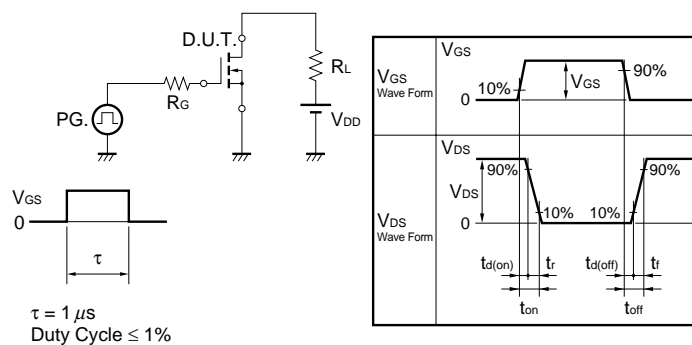 D.U.T.
RL
RG
PG.
VDD
VGS
0
τ
τ = 1 μs
Duty Cycle ≤ 1%
VGS
Wave Form
VGS
10%
90%
VGS
0
VDS
Wave Form
VDS
VDS
90%
90%
10%
10%
0
td(on)
tr
td(off)
tf
ton
toff